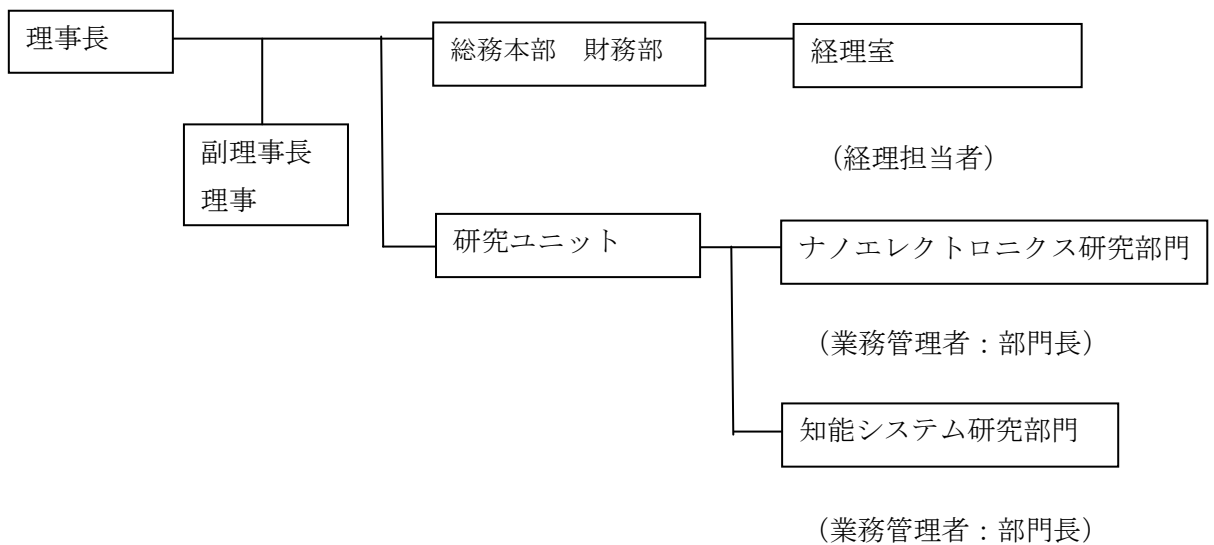 理事長
総務本部　財務部
経理室
副理事長
理事
（経理担当者）
研究ユニット
ナノエレクトロニクス研究部門
（業務管理者：部門長）
知能システム研究部門
（業務管理者：部門長）